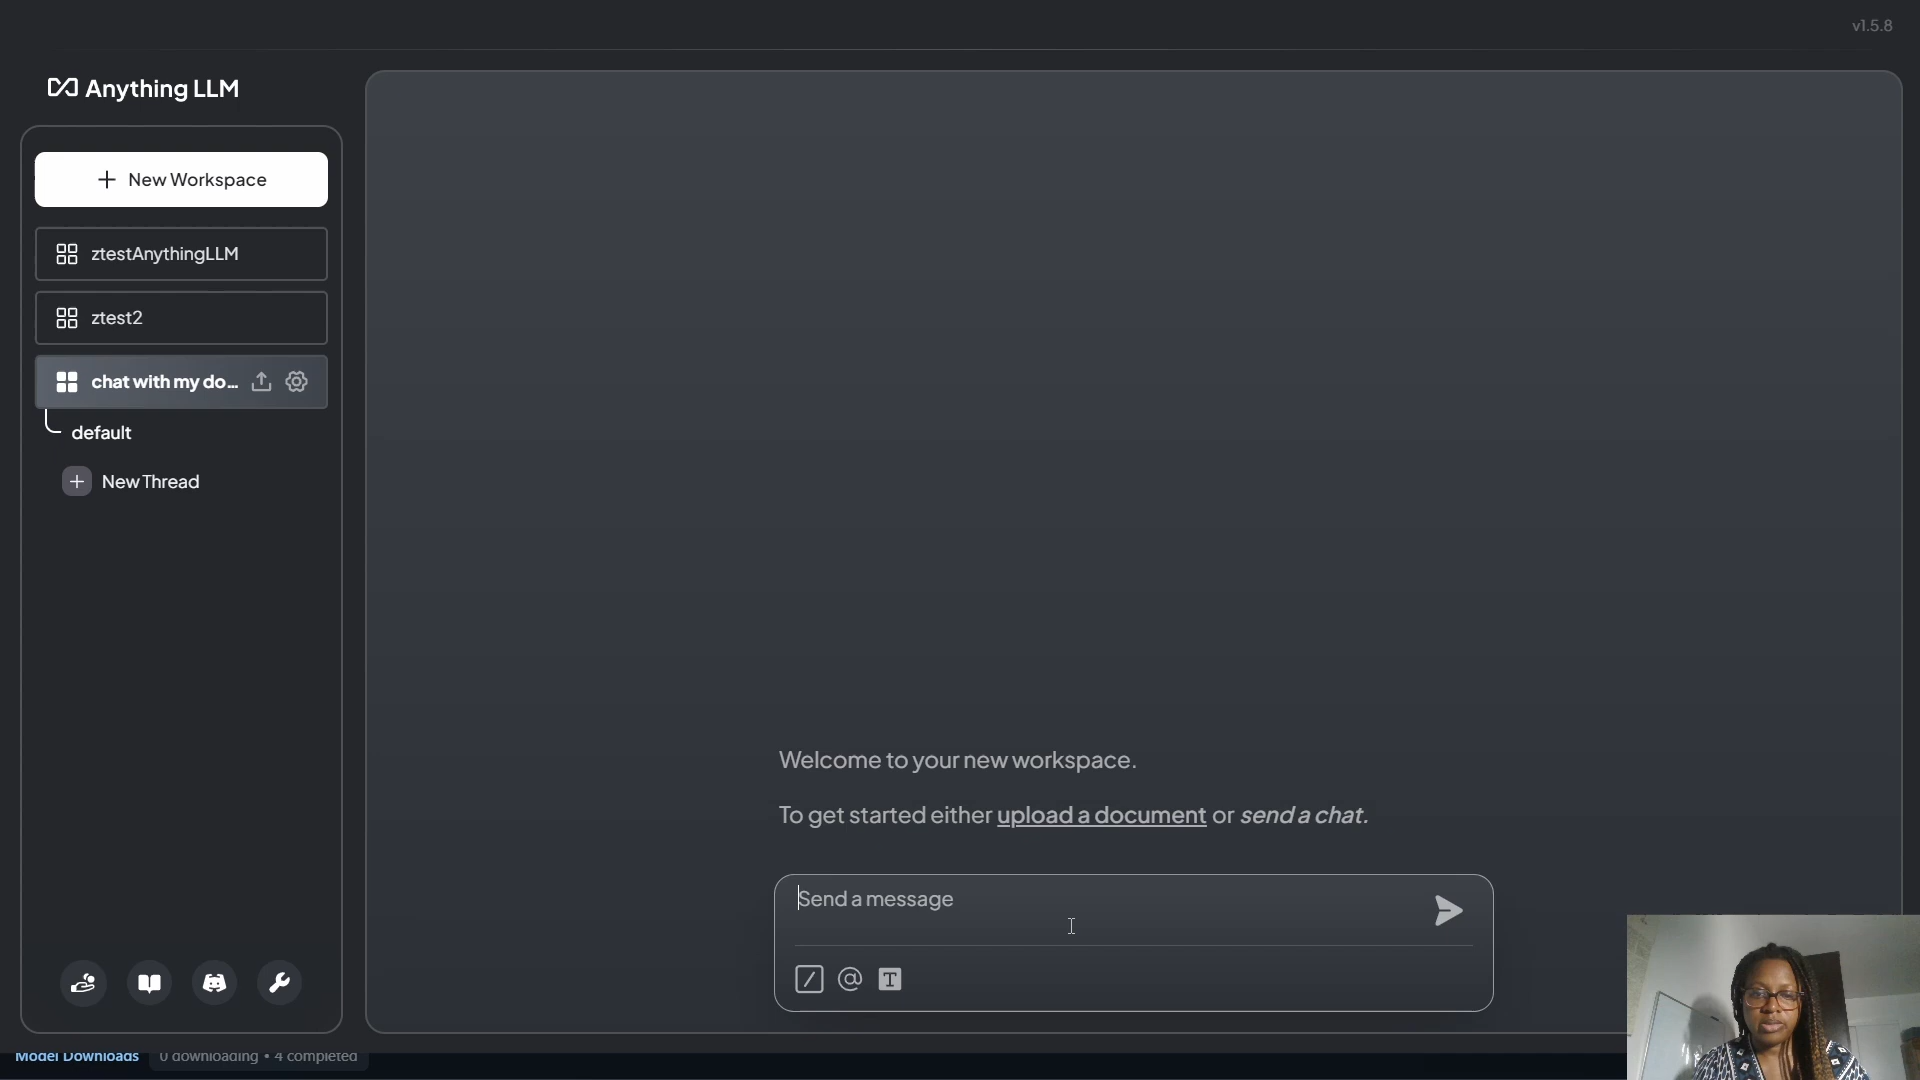 v1.5.8
Anything LLM
New Workspace
ztestAnythingLLM
ztest2
chat with my do...
default
New Thread
Welcome to your new workspace.
To get started either upload a document or send a chat.
Send a message
Model Downloads
0 downloading • 4 completed